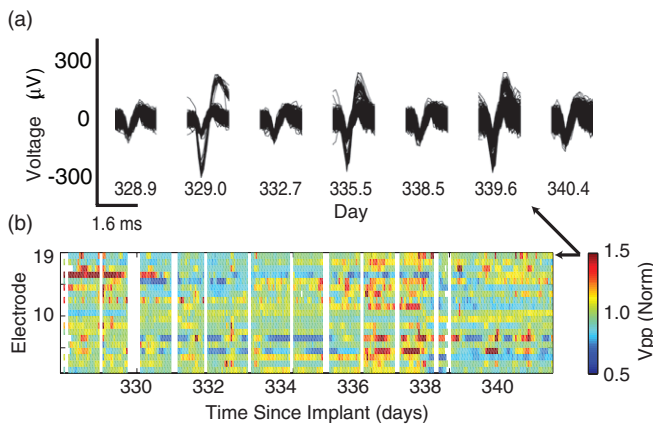 (a)
300
0
-300
Voltage (μV)
328.9 329.0 332.7 335.5 338.5 339.6 340.4
Day
1.6 ms
(b)
19
10
Electrode
330 332 334 336 338 340
Time Since Implant (days)
1.5
0.5
Vpp (Norm)